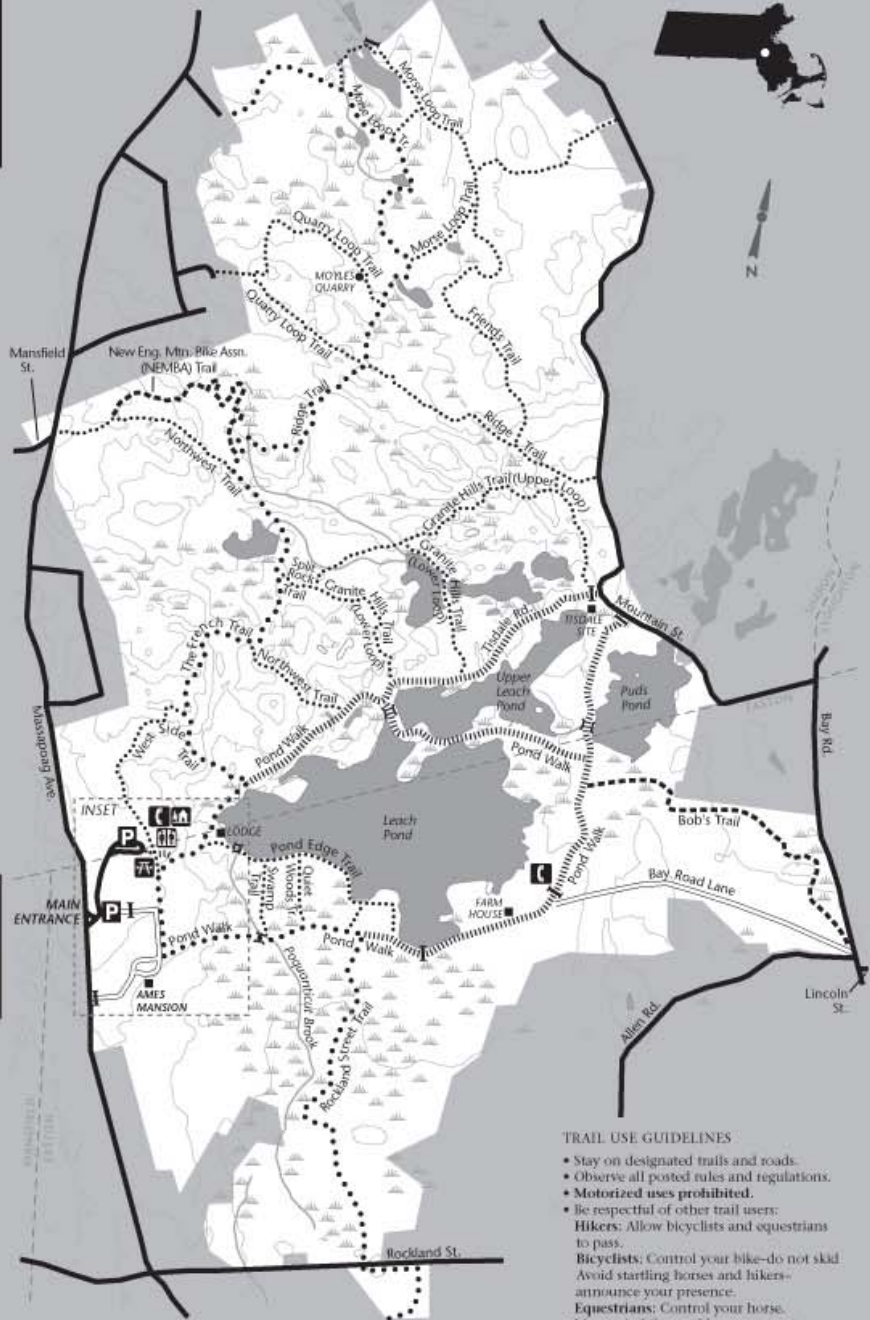 Morse Loop Trail
Morse Loop Tr.
N
Quarry Loop Trail
MOYLES
QUARRY
Morse Loop Trail
Quarry Loop Trail
Friends Trail
Mansfield
St.
New Eng. Mtn. Bike Assn.
(NEMBA) Trail
Ridge Trail
Ridge Trail
Northwest Trail
Granite Hills Trail (Upper Loop)
Granite Hills Trail
(Lower Loop)
Split
Rock
Trail
Granite Hills Trail
(Lower Loop)
Tisdale Rd.
TISDALE
SITE
Mountain St.
The French Trail
Northwest Trail
Upper
Leach
Pond
Puds
Pond
EASTON
Bay Rd.
Massapoag Ave.
West Side
Trail
Pond Walk
Pond Walk
INSET
P
LODGE
Leach
Pond
Bob's Trail
Pond Edge Trail
Swamp
Trail
Quiet
Woods Tr.
Pond Walk
Bay Road Lane
MAIN
ENTRANCE
P
FARM
HOUSE
Pond Walk
Pond Walk
AMES
MANSION
Poquanticut Brook
Lincoln
St.
Allen Rd.
Rockland Street Trail
Rockland St.
TRAIL USE GUIDELINES
• Stay on designated trails and roads.
• Observe all posted rules and regulations.
• Motorized uses prohibited.
• Be respectful of other trail users:
Hikers: Allow bicyclists and equestrians
to pass.
Bicyclists: Control your bike–do not skid
Avoid startling horses and hikers–
announce your presence.
Equestrians: Control your horse.